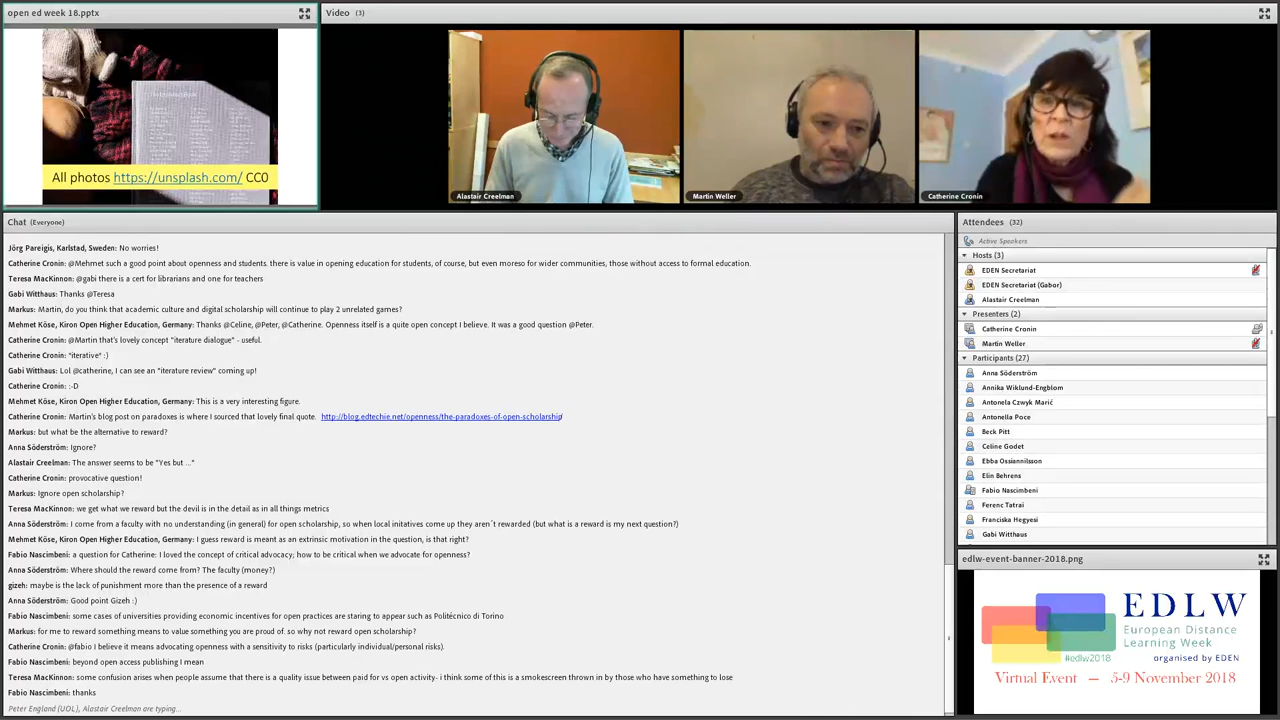 open ed week 18.pptx
Video (3)
All photos https://unsplash.com/ CC0
Alastair Creelman
Martin Weller
Catherine Cronin
Chat (Everyone)
Jörg Pareigis, Karlstad, Sweden: No worries!
Catherine Cronin: @Mehmet such a good point about openness and students. there is value in opening education for students, of course, but even moreso for wider communities, those without access to formal education.
Teresa MacKinnon: @gabi there is a cert for librarians and one for teachers
Gabi Witthaus: Thanks @Teresa
Markus: Martin, do you think that academic culture and digital scholarship will continue to play 2 unrelated games?
Mehmet Köse, Kiron Open Higher Education, Germany: Thanks @Celine, @Peter, @Catherine. Openness itself is a quite open concept I believe. It was a good question @Peter.
Catherine Cronin: @Martin that's lovely concept "iterature dialogue" - useful.
Catherine Cronin: *iterative* :)
Gabi Witthaus: Lol @catherine, I can see an "iterature review" coming up!
Catherine Cronin: :-D
Mehmet Köse, Kiron Open Higher Education, Germany: This is a very interesting figure.
Catherine Cronin: Martin's blog post on paradoxes is where I sourced that lovely final quote. http://blog.edtechie.net/openness/the-paradoxes-of-open-scholarship/
Markus: but what be the alternative to reward?
Anna Söderström: Ignore?
Alastair Creelman: The answer seems to be "Yes but ..."
Catherine Cronin: provocative question!
Markus: Ignore open scholarship?
Teresa MacKinnon: we get what we reward but the devil is in the detail as in all things metrics
Anna Söderström: I come from a faculty with no understanding (in general) for open scholarship, so when local initatives come up they aren´t rewarded (but what is a reward is my next question?)
Mehmet Köse, Kiron Open Higher Education, Germany: I guess reward is meant as an extrinsic motivation in the question, is that right?
Fabio Nascimbeni: a question for Catherine: I loved the concept of critical advocacy; how to be critical when we advocate for openness?
Anna Söderström: Where should the reward come from? The faculty (money?)
gizeh: maybe is the lack of punishment more than the presence of a reward
Anna Söderström: Good point Gizeh :)
Fabio Nascimbeni: some cases of universities providing economic incentives for open practices are staring to appear such as Politécnico di Torino
Markus: for me to reward something means to value something you are proud of. so why not reward open scholarship?
Catherine Cronin: @fabio I believe it means advocating openness with a sensitivity to risks (particularly individual/personal risks).
Fabio Nascimbeni: beyond open access publishing I mean
Teresa MacKinnon: some confusion arises when people assume that there is a quality issue between paid for vs open activity- i think some of this is a smokescreen thrown in by those who have something to lose
Fabio Nascimbeni: thanks
Peter England (UOL), Alastair Creelman are typing...
Attendees (32)
Active Speakers
Hosts (3)
EDEN Secretariat
EDEN Secretariat (Gabor)
Alastair Creelman
Presenters (2)
Catherine Cronin
Martin Weller
Participants (27)
Anna Söderström
Annika Wiklund-Engblom
Antonela Czwyk Marić
Antonella Poce
Beck Pitt
Celine Godet
Ebba Ossiannilsson
Elin Behrens
Fabio Nascimbeni
Ferenc Tatrai
Franciska Hegyesi
Gabi Witthaus
edlw-event-banner-2018.png
EDLW
European Distance
Learning Week
#edlw2018
organised by EDEN
Virtual Event — 5-9 November 2018